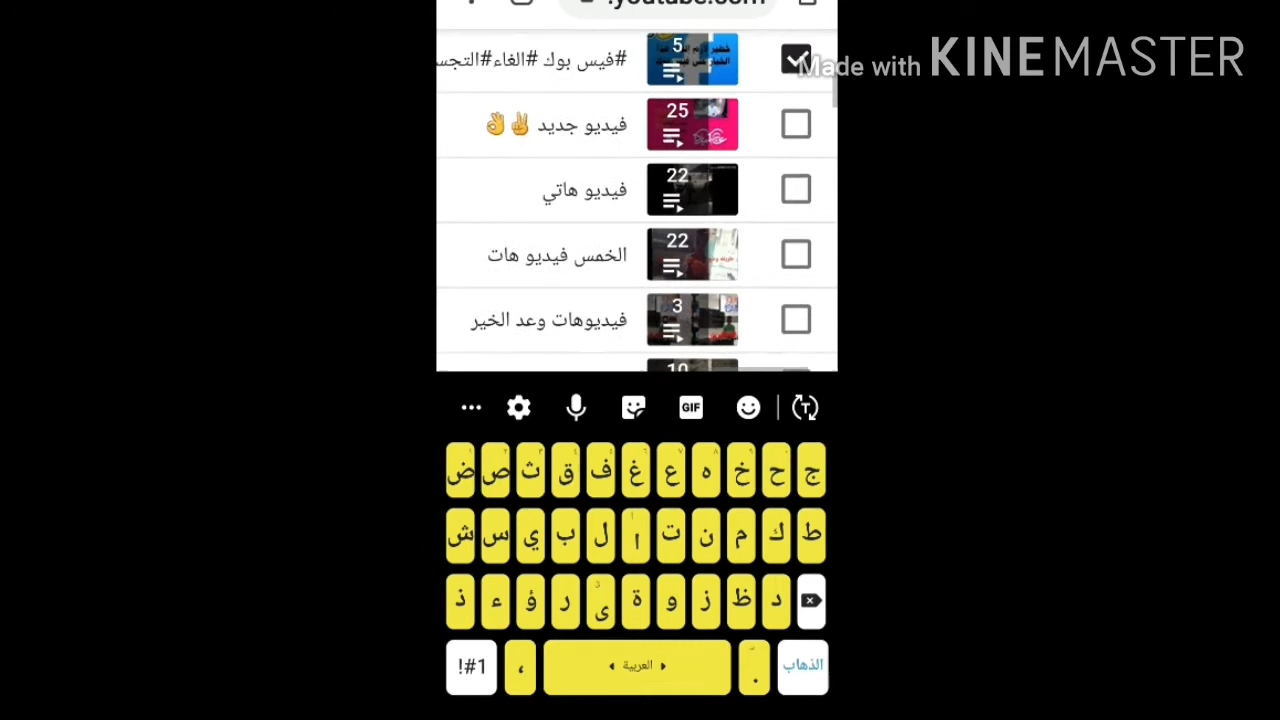 .youtube.com
Made with KINEMASTER
#فيس بوك #الغاء#التجس
5
فيديو جديد ✌👌
25
فيديو هاتي
22
الخمس فيديو هات
22
فيديوهات وعد الخير
3
10
GIF
T
ض ص ث ق ف غ ع ه خ ح ج
ش س ي ب ل ا ت ن م ك ط
ذ ء ؤ ر ى ة و ز ظ د
!#1 ، العربية . الذهاب